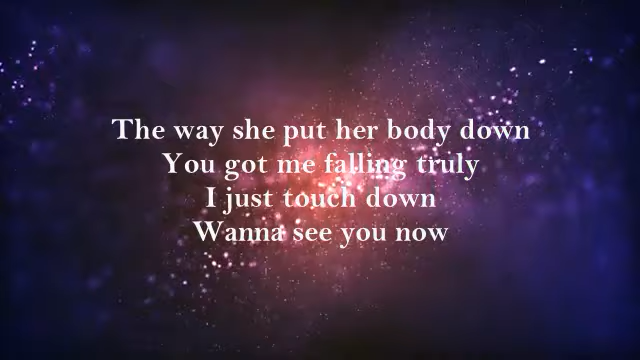 The way she put her body down
You got me falling truly
I just touch down
Wanna see you now